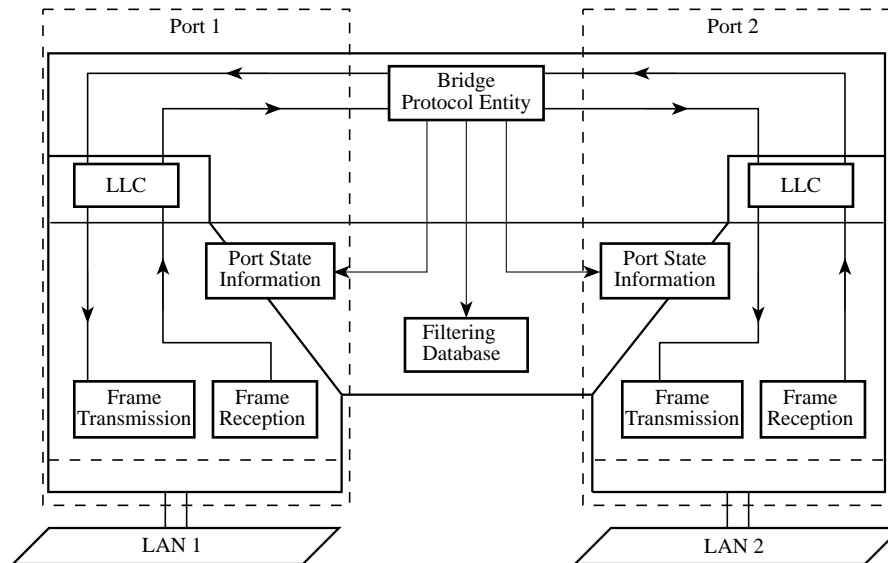 Port 1
Port 2
Bridge
Protocol Entity
LLC
LLC
Port State
Information
Port State
Information
Filtering
Database
Frame
Transmission
Frame
Reception
Frame
Transmission
Frame
Reception
LAN 1
LAN 2